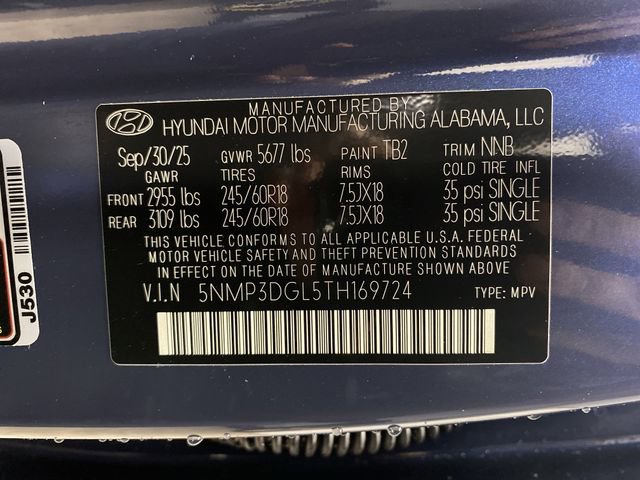 MANUFACTURED BY
HYUNDAI MOTOR MANUFACTURING ALABAMA, LLC
Sep/30/25 GVWR 5677 lbs PAINT TB2 TRIM NNB
GAWR TIRES RIMS COLD TIRE INFL
FRONT 2955 lbs 245/60R18 7.5JX18 35 psi SINGLE
REAR 3109 lbs 245/60R18 7.5JX18 35 psi SINGLE
THIS VEHICLE CONFORMS TO ALL APPLICABLE U.S.A. FEDERAL
MOTOR VEHICLE SAFETY AND THEFT PREVENTION STANDARDS
IN EFFECT ON THE DATE OF MANUFACTURE SHOWN ABOVE.
V.I.N 5NMP3DGL5TH169724 TYPE: MPV
J530